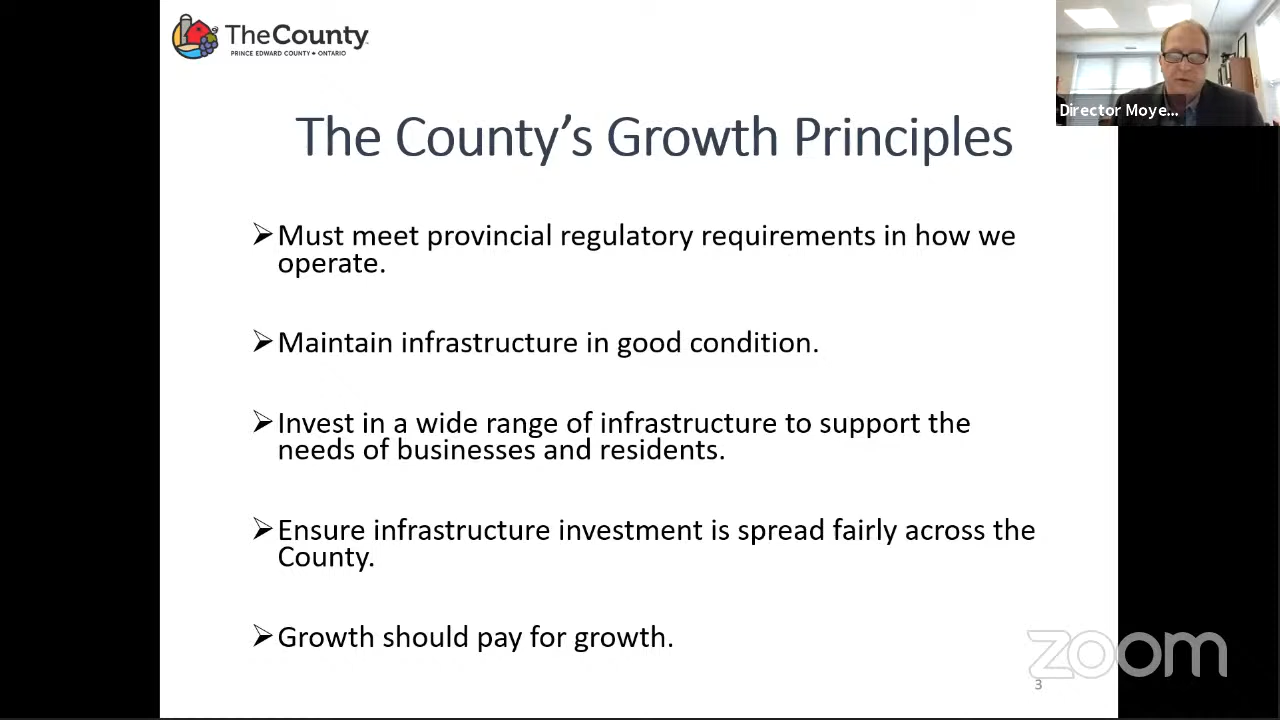 TheCounty
PRINCE EDWARD COUNTY • ONTARIO
Director Moye...
The County's Growth Principles
➢Must meet provincial regulatory requirements in how we
operate.
➢Maintain infrastructure in good condition.
➢Invest in a wide range of infrastructure to support the
needs of businesses and residents.
➢Ensure infrastructure investment is spread fairly across the
County.
➢Growth should pay for growth.
zoom
3